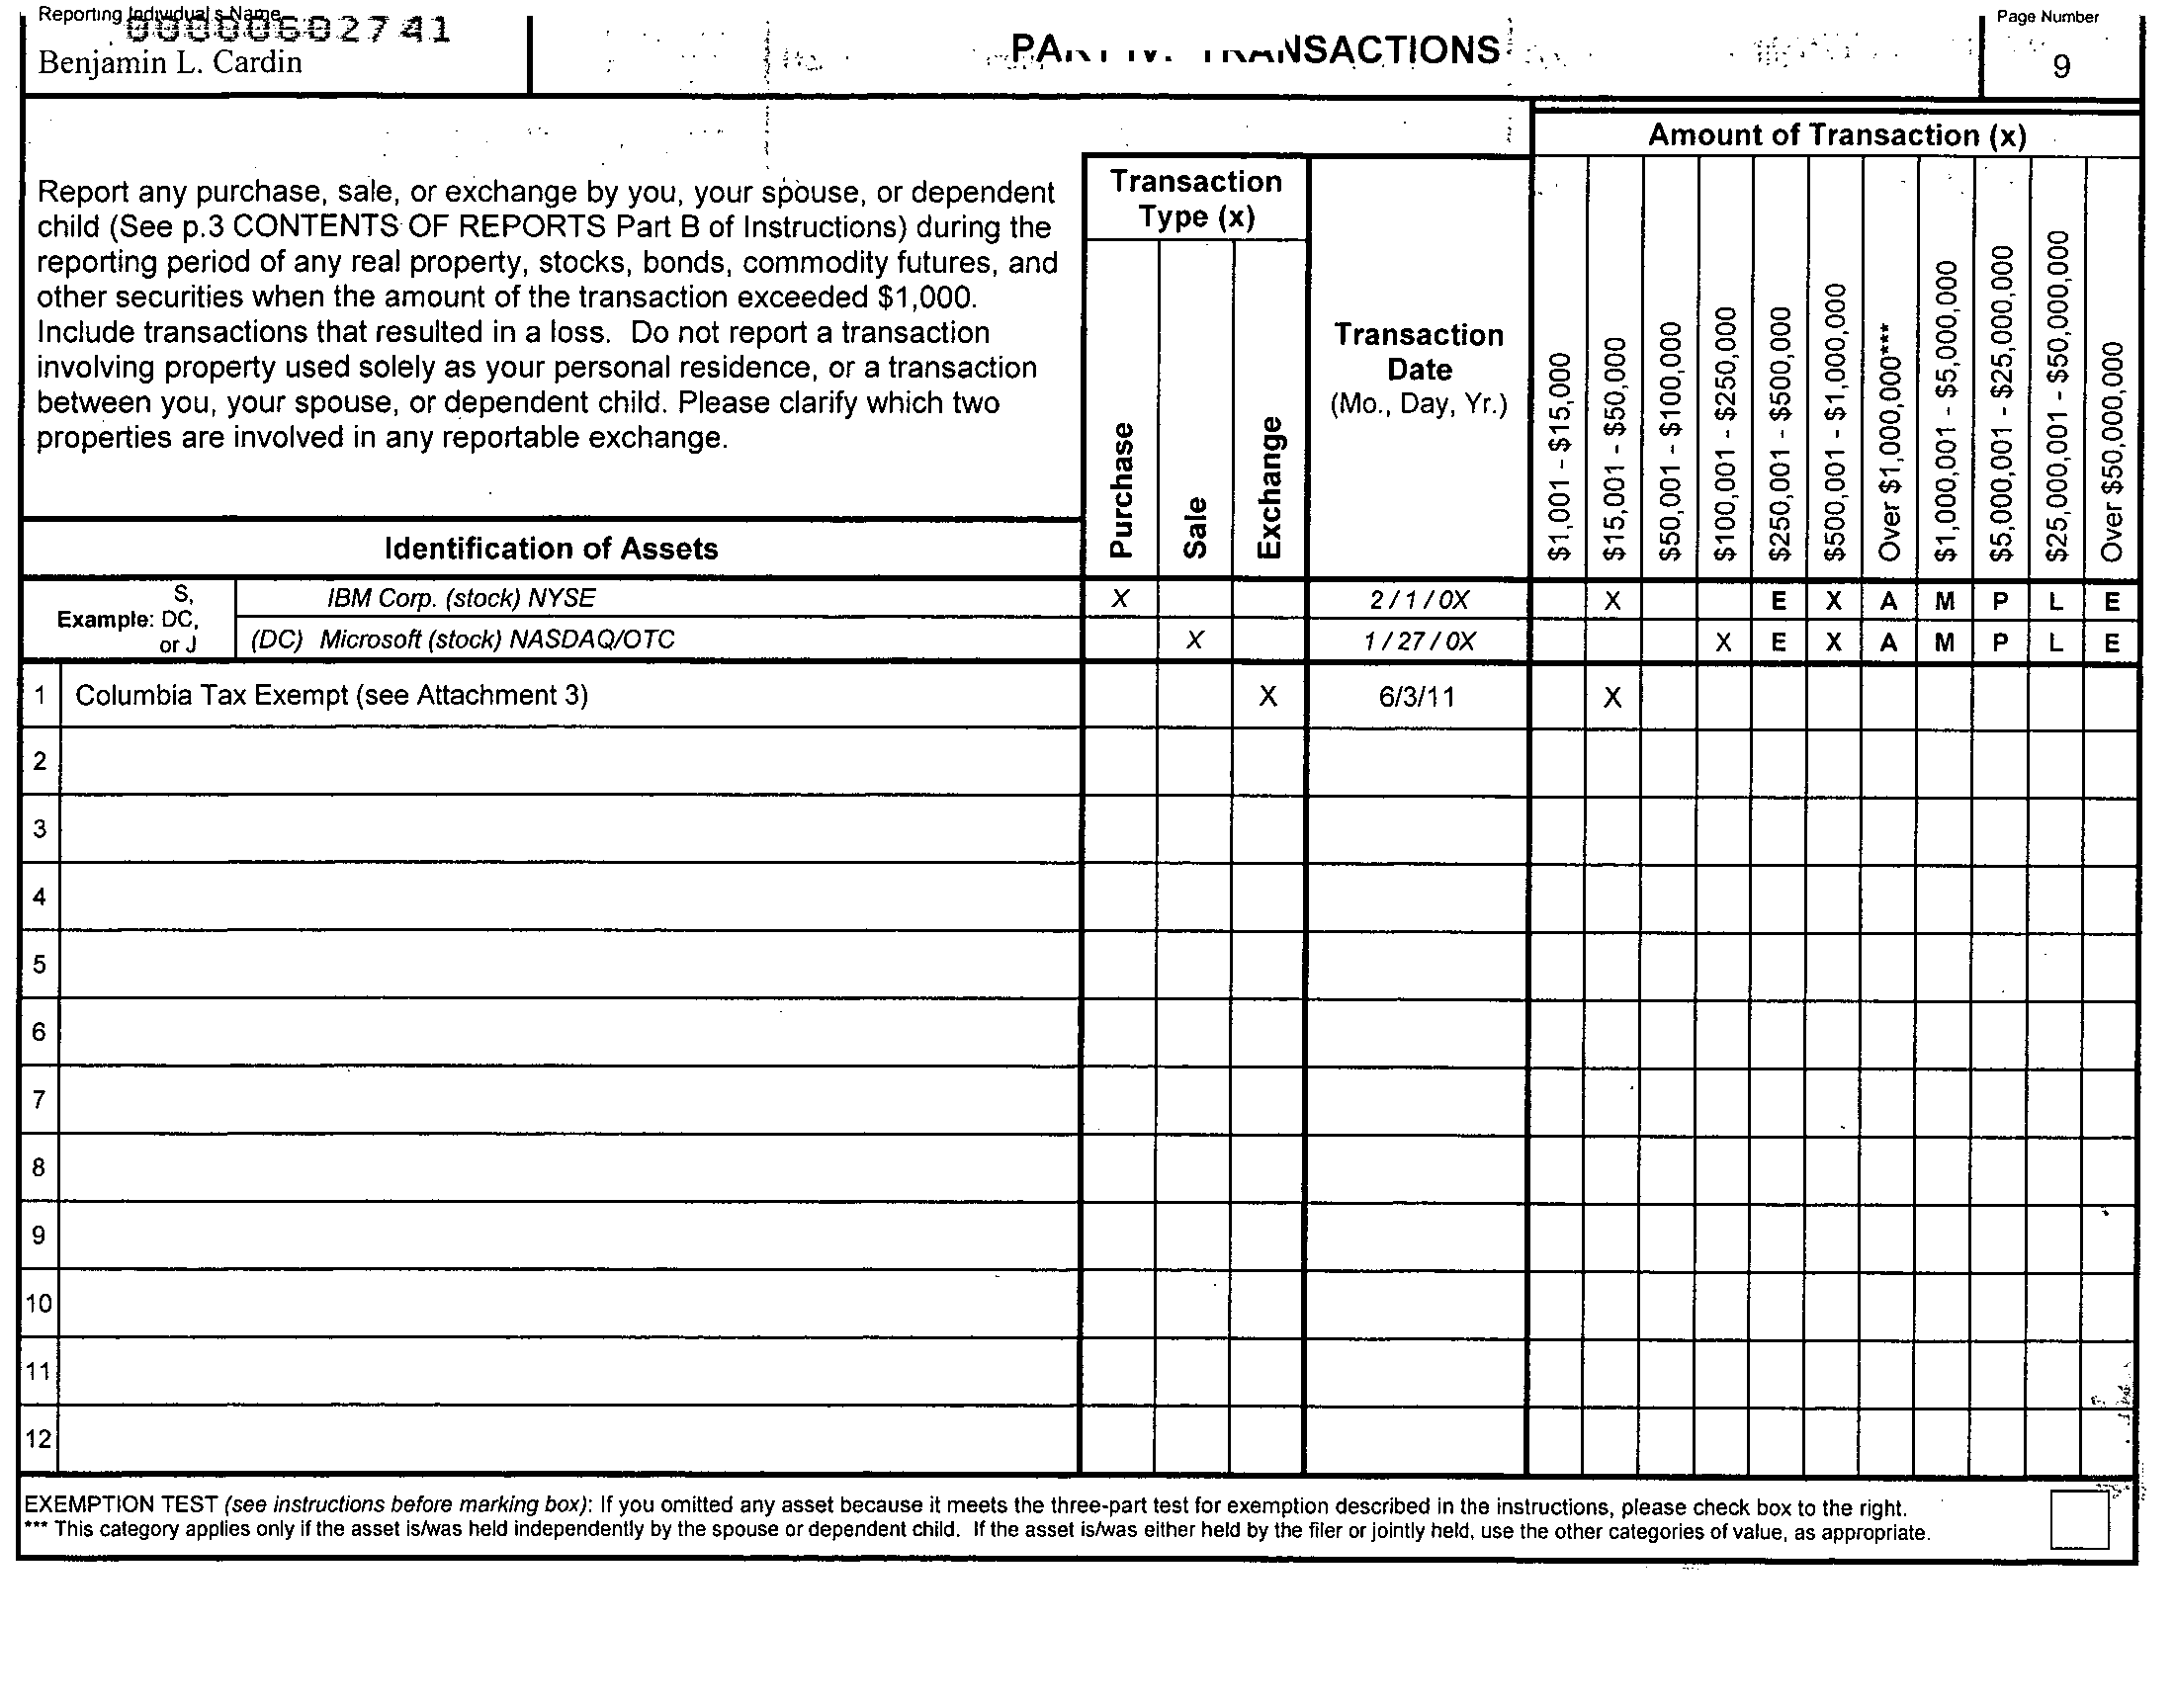 Reporting Individual's Name
00000602741
Benjamin L. Cardin
PART IV. TRANSACTIONS
Page Number
9
Report any purchase, sale, or exchange by you, your spouse, or dependent
child (See p.3 CONTENTS OF REPORTS Part B of Instructions) during the
reporting period of any real property, stocks, bonds, commodity futures, and
other securities when the amount of the transaction exceeded $1,000.
Include transactions that resulted in a loss.  Do not report a transaction
involving property used solely as your personal residence, or a transaction
between you, your spouse, or dependent child. Please clarify which two
properties are involved in any reportable exchange.
Identification of Assets
Transaction
Type (x)
Purchase
Sale
Exchange
Transaction
Date
(Mo., Day, Yr.)
Amount of Transaction (x)
$1,001 - $15,000
$15,001 - $50,000
$50,001 - $100,000
$100,001 - $250,000
$250,001 - $500,000
$500,001 - $1,000,000
Over $1,000,000***
$1,000,001 - $5,000,000
$5,000,001 - $25,000,000
$25,000,001 - $50,000,000
Over $50,000,000
Example: S, DC, or J
IBM Corp. (stock) NYSE X 2 / 1 / 0X X E X A M P L E
(DC) Microsoft (stock) NASDAQ/OTC X 1 / 27 / 0X X E X A M P L E
1 Columbia Tax Exempt (see Attachment 3) X 6/3/11 X
2
3
4
5
6
7
8
9
10
11
12
EXEMPTION TEST (see instructions before marking box): If you omitted any asset because it meets the three-part test for exemption described in the instructions, please check box to the right.
*** This category applies only if the asset is/was held independently by the spouse or dependent child.  If the asset is/was either held by the filer or jointly held, use the other categories of value, as appropriate.